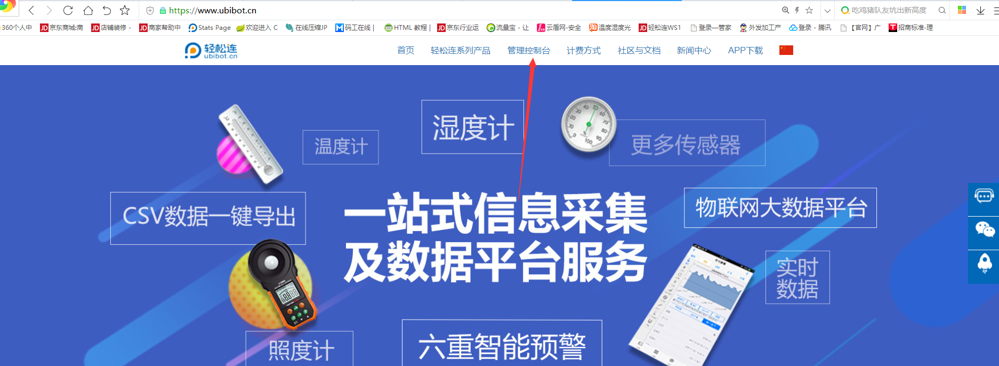 https://www.ubibot.cn
吃鸡猪队友坑出新高度
360个人中
JD 京东商城:商
JD 店铺装修 -
JD 商家帮助中
Stats Page
欢迎进入 C
在线压缩JP
M 码工在线 |
HTML 教程 |
JD 京东行业运
流量宝 - 让
云盾网-安全
淘 温度湿度光
JD 轻松连WS1
登录—管家
外发加工产
登录 - 腾讯
【官网】广
T 招商标准-理
轻松连
ubibot.cn
首页
轻松连系列产品
管理控制台
计费方式
社区与文档
新闻中心
APP下载
湿度计
温度计
更多传感器
CSV数据一键导出
物联网大数据平台
一站式信息采集
及数据平台服务
实时
数据
照度计
六重智能预警